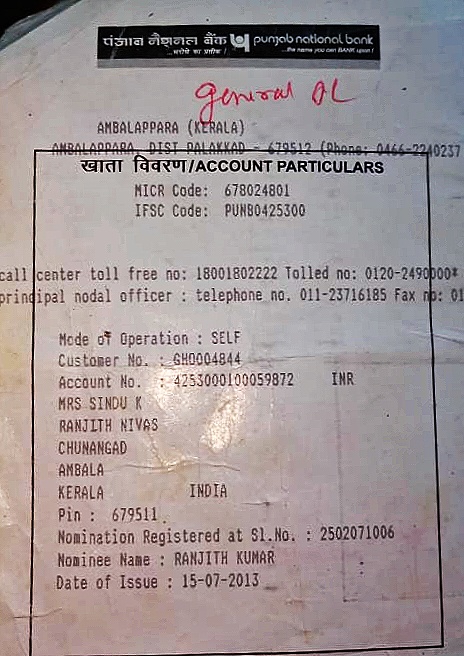 ਪੰਜਾਬ नैशनल बैंक punjab national bank
...भरोसे का प्रतीक ! ...the name you can BANK upon !
general OL
AMBALAPPARA (KERALA)
AMBALAPPARA, DIST PALAKKAD - 679512 (Phone: 0466-2240237
खाता विवरण/ACCOUNT PARTICULARS
MICR Code: 678024801
IFSC Code: PUNB0425300
call center toll free no: 18001802222 Tolled no: 0120-2490000*
principal nodal officer : telephone no. 011-23716185 Fax no: 01
Mode of Operation : SELF
Customer No. : GH0004844
Account No. : 4253000100059872 INR
MRS SINDU K
RANJITH NIVAS
CHUNANGAD
AMBALA
KERALA INDIA
Pin : 679511
Nomination Registered at Sl.No. : 2502071006
Nominee Name : RANJITH KUMAR
Date of Issue : 15-07-2013